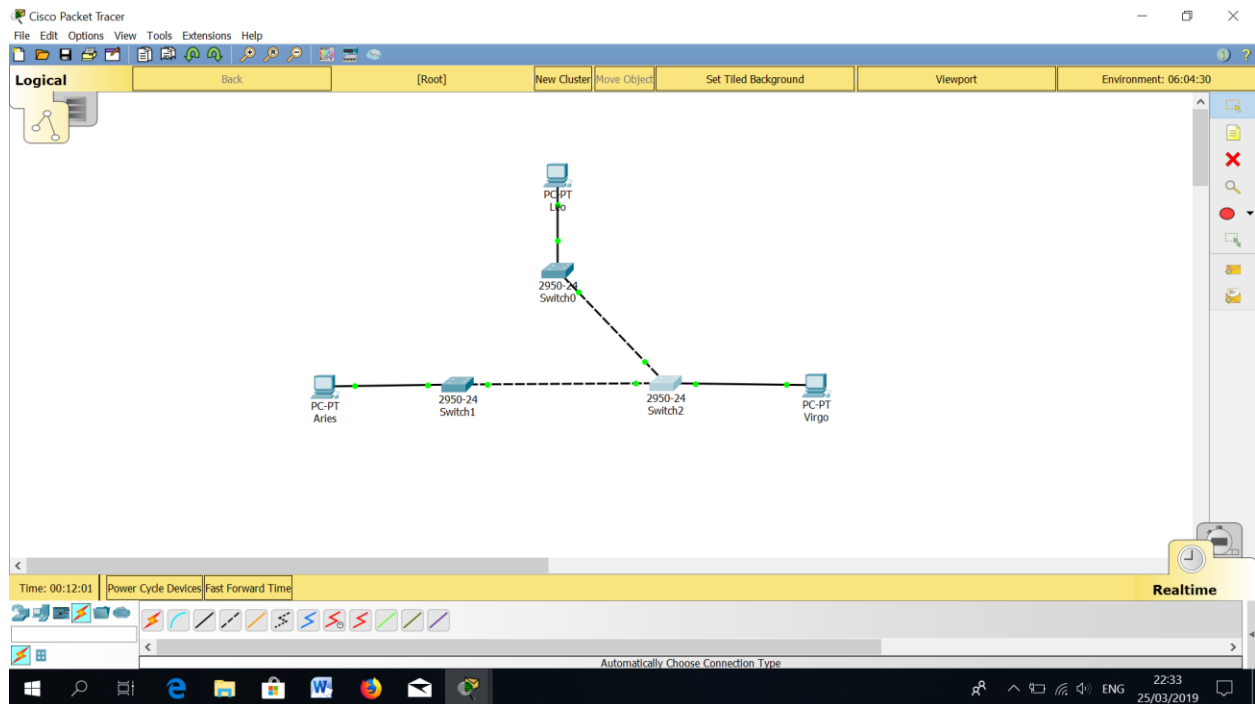 Cisco Packet Tracer
File Edit Options View Tools Extensions Help
Logical Back [Root] New Cluster Move Object Set Tiled Background Viewport Environment: 06:04:30
PC-PT
Leo
2950-24
Switch0
PC-PT
Aries
2950-24
Switch1
2950-24
Switch2
PC-PT
Virgo
Time: 00:12:01 Power Cycle Devices Fast Forward Time Realtime
Automatically Choose Connection Type
ENG 22:33
25/03/2019